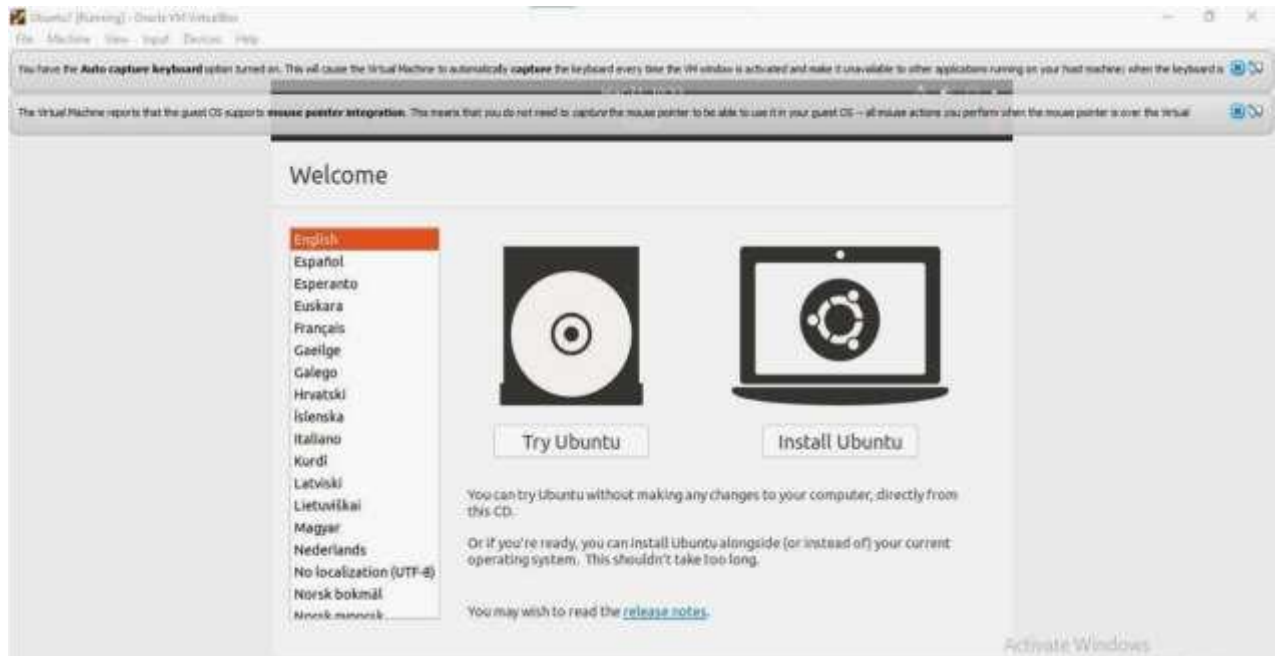 Ubuntu7 [Running] - Oracle VM VirtualBox
File Machine View Input Devices Help
You have the Auto capture keyboard option turned on. This will cause the Virtual Machine to automatically capture the keyboard every time the VM window is activated and make it unavailable to other applications running on your host machine: when the keyboard is
The Virtual Machine reports that the guest OS supports mouse pointer integration. This means that you do not need to capture the mouse pointer to be able to use it in your guest OS -- all mouse actions you perform when the mouse pointer is over the Virtual
Welcome
English
Español
Esperanto
Euskara
Français
Gaeilge
Galego
Hrvatski
Íslenska
Italiano
Kurdî
Latviski
Lietuviškai
Magyar
Nederlands
No localization (UTF-8)
Norsk bokmål
Norsk nynorsk
Try Ubuntu
Install Ubuntu
You can try Ubuntu without making any changes to your computer, directly from
this CD.
Or if you're ready, you can install Ubuntu alongside (or instead of) your current
operating system. This shouldn't take too long.
You may wish to read the release notes.
Activate Windows